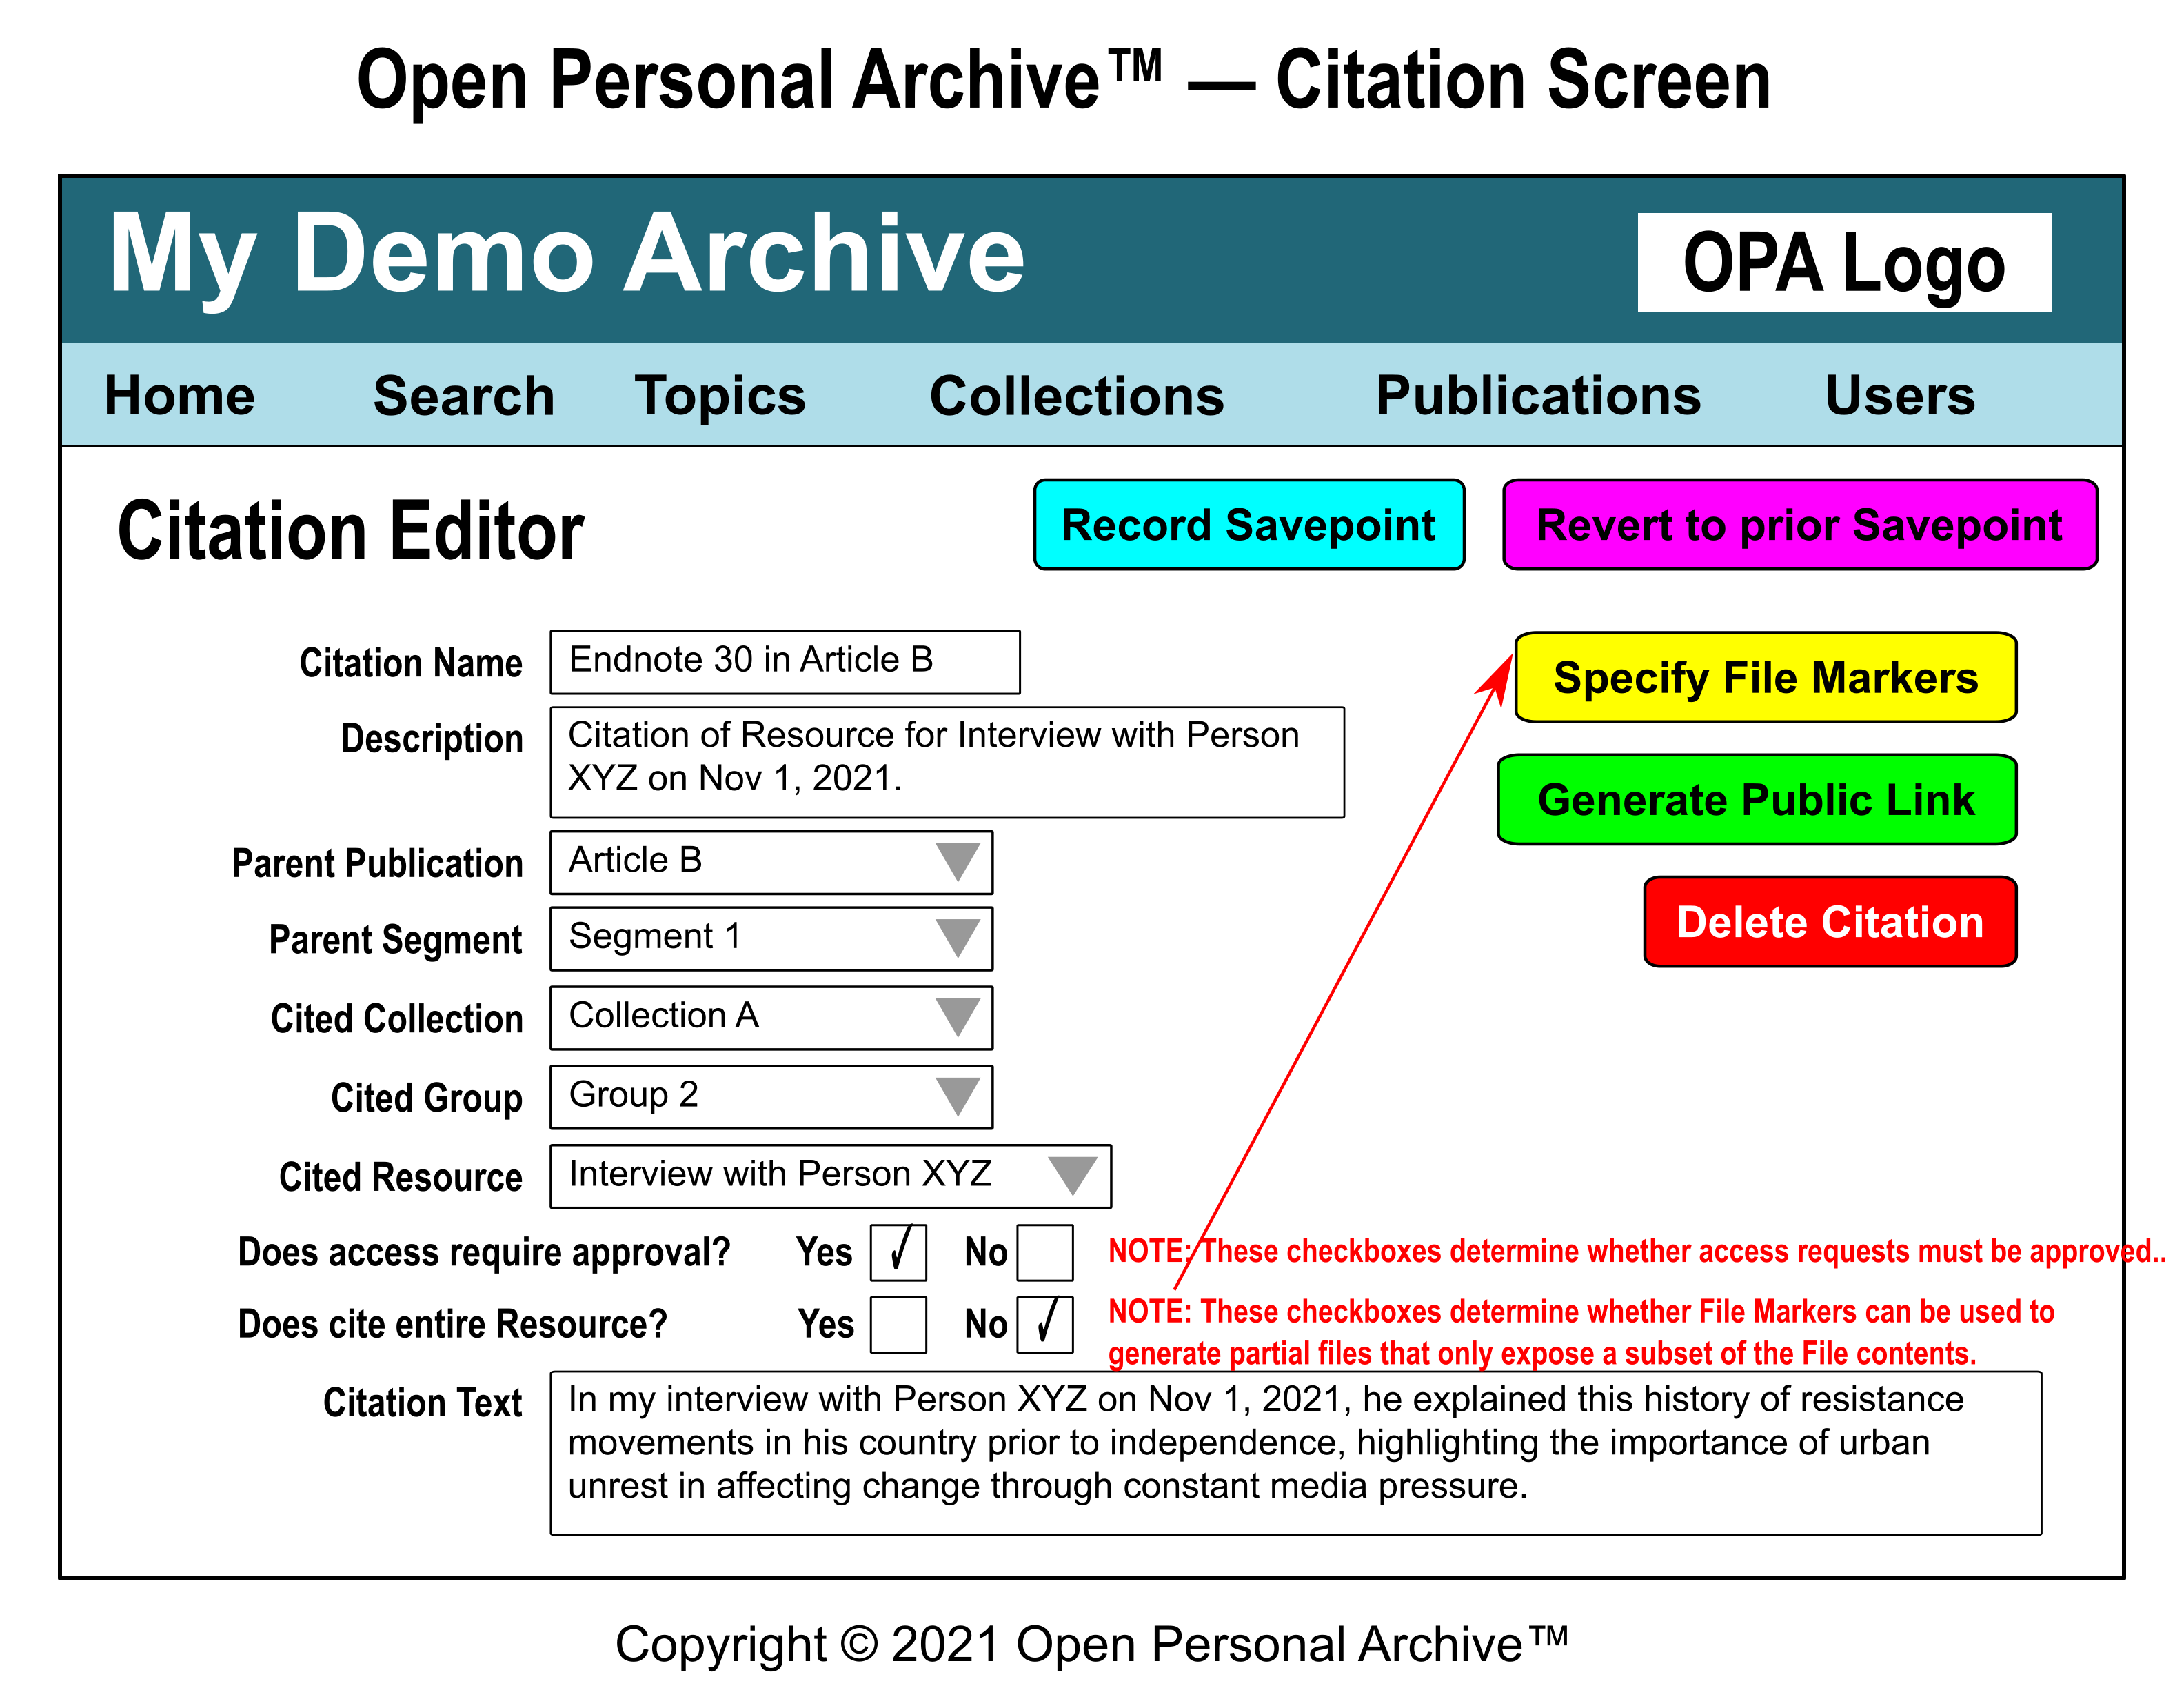 Open Personal Archive™ — Citation Screen
My Demo Archive
OPA Logo
Home Search Topics Collections Publications Users
Citation Editor
Record Savepoint
Revert to prior Savepoint
Citation Name
Endnote 30 in Article B
Specify File Markers
Description
Citation of Resource for Interview with Person
XYZ on Nov 1, 2021.
Generate Public Link
Parent Publication
Article B
Delete Citation
Parent Segment
Segment 1
Cited Collection
Collection A
Cited Group
Group 2
Cited Resource
Interview with Person XYZ
Does access require approval? Yes ✓ No
NOTE: These checkboxes determine whether access requests must be approved..
Does cite entire Resource? Yes No ✓
NOTE: These checkboxes determine whether File Markers can be used to
generate partial files that only expose a subset of the File contents.
Citation Text
In my interview with Person XYZ on Nov 1, 2021, he explained this history of resistance
movements in his country prior to independence, highlighting the importance of urban
unrest in affecting change through constant media pressure.
Copyright © 2021 Open Personal Archive™